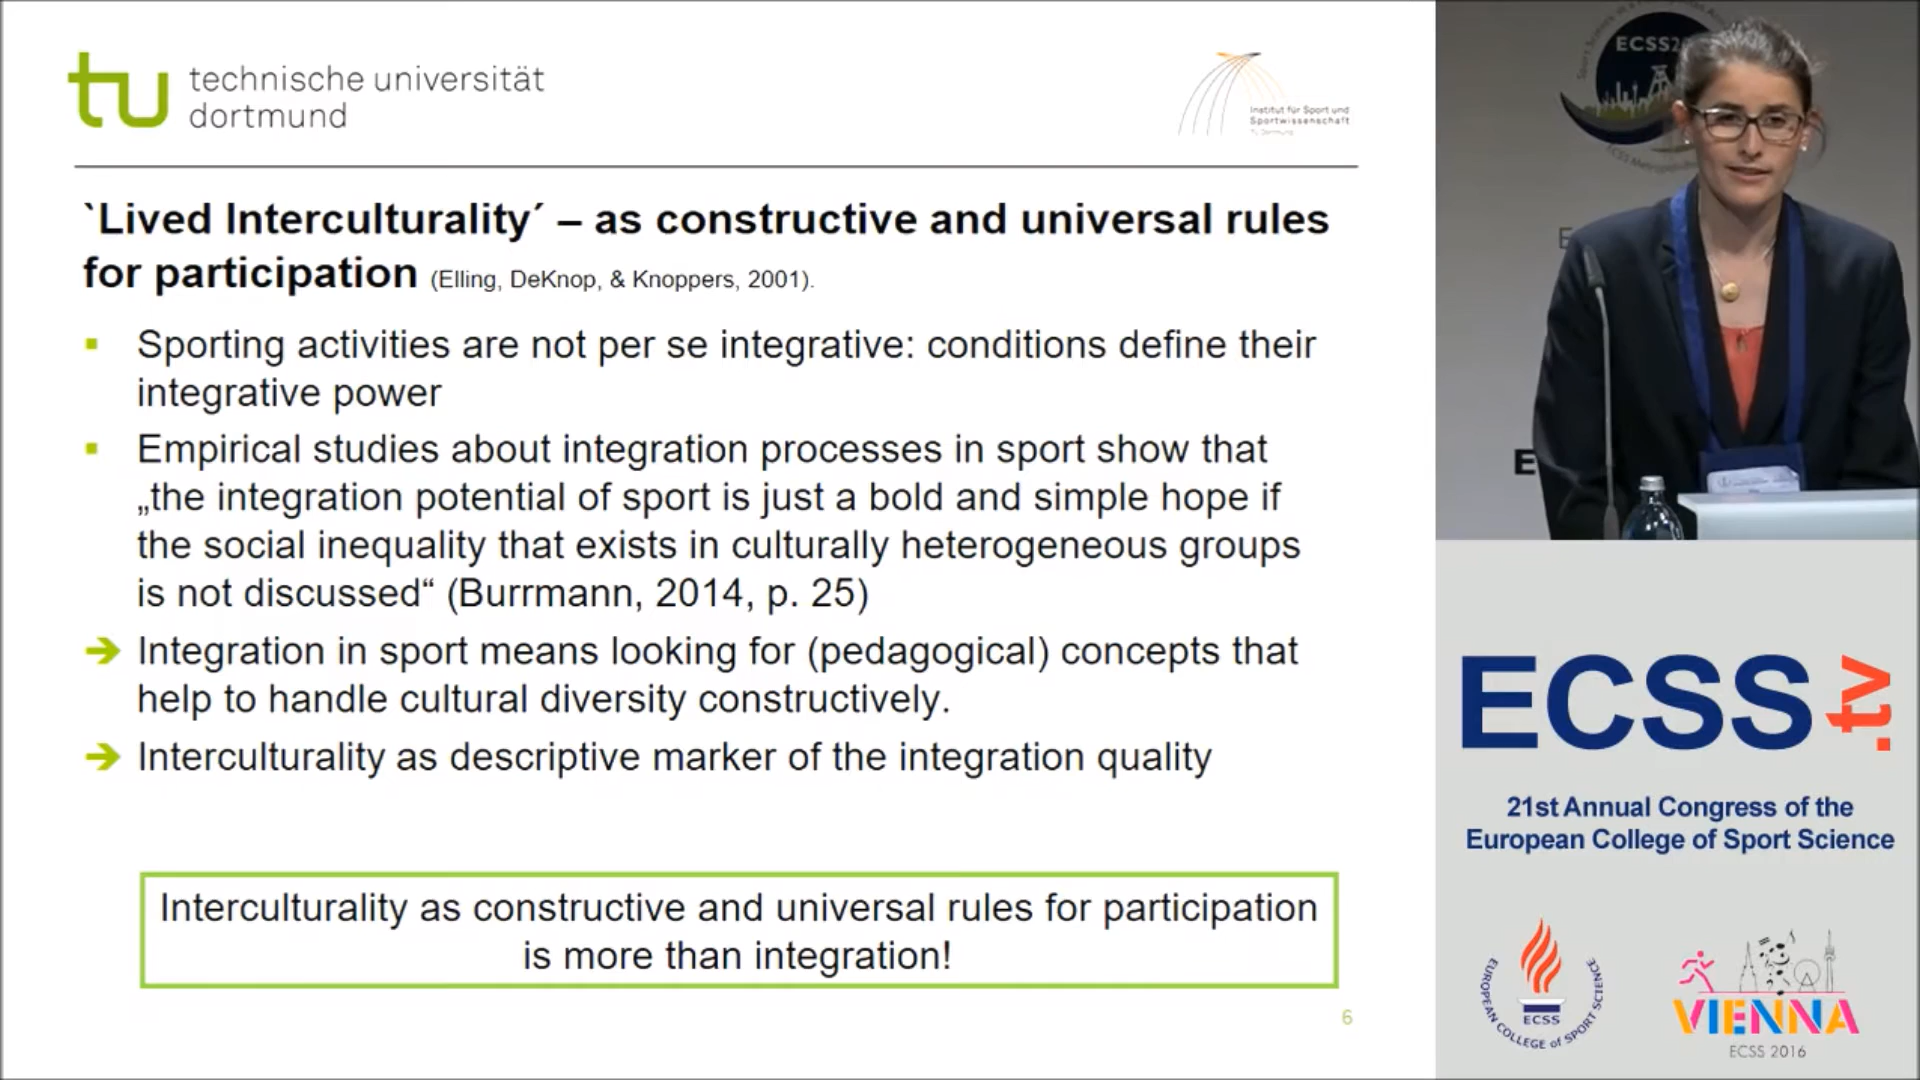 technische universität
dortmund
Institut für Sport und
Sportwissenschaft
TU Dortmund
`Lived Interculturality´ – as constructive and universal rules
for participation (Elling, DeKnop, & Knoppers, 2001).
Sporting activities are not per se integrative: conditions define their
integrative power
Empirical studies about integration processes in sport show that
„the integration potential of sport is just a bold and simple hope if
the social inequality that exists in culturally heterogeneous groups
is not discussed“ (Burrmann, 2014, p. 25)
Integration in sport means looking for (pedagogical) concepts that
help to handle cultural diversity constructively.
Interculturality as descriptive marker of the integration quality
Interculturality as constructive and universal rules for participation
is more than integration!
6
ECSS.tv
21st Annual Congress of the
European College of Sport Science
EUROPEAN COLLEGE of SPORT SCIENCE
ECSS
VIENNA
ECSS 2016